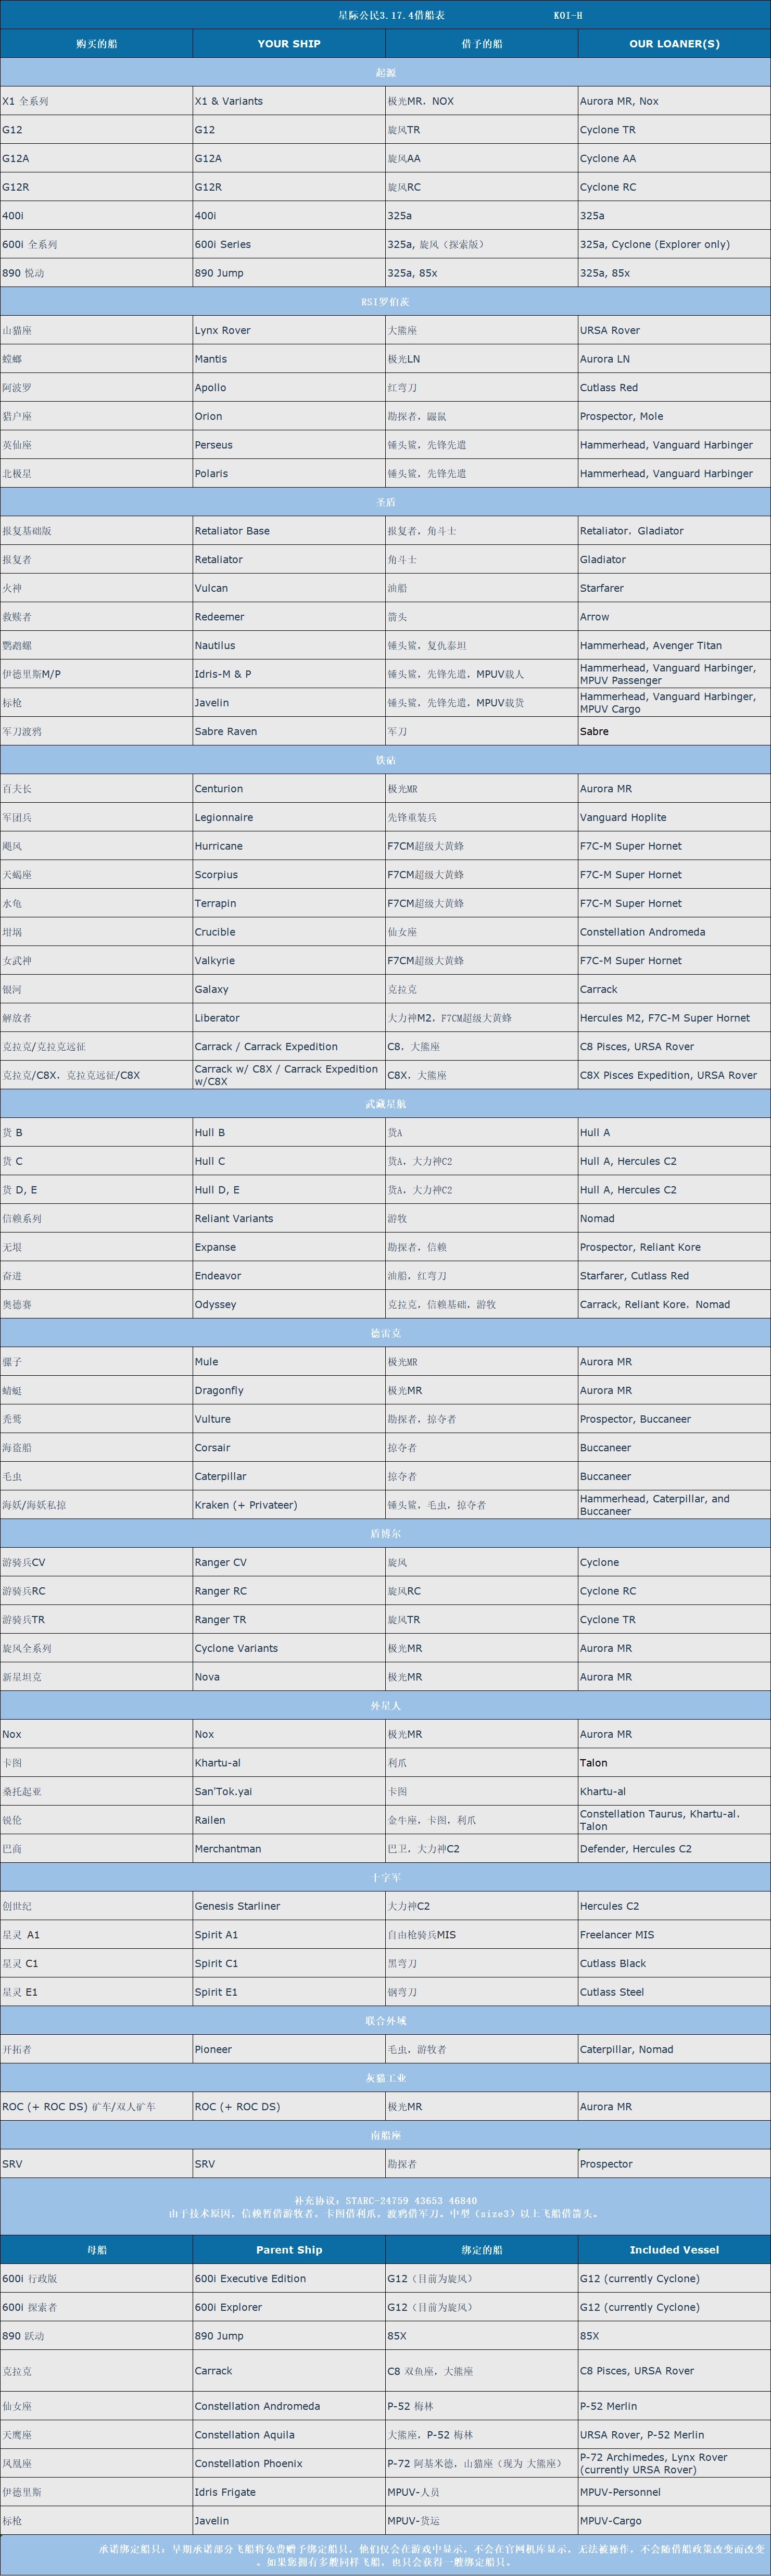 星际公民3.17.4借船表 KOI-H
购买的船 YOUR SHIP 借予的船 OUR LOANER(S)
起源
X1 全系列 X1 & Variants 极光MR．NOX Aurora MR, Nox
G12 G12 旋风TR Cyclone TR
G12A G12A 旋风AA Cyclone AA
G12R G12R 旋风RC Cyclone RC
400i 400i 325a 325a
600i 全系列 600i Series 325a, 旋风（探索版） 325a, Cyclone (Explorer only)
890 悦动 890 Jump 325a, 85x 325a, 85x
RSI罗伯茨
山猫座 Lynx Rover 大熊座 URSA Rover
螳螂 Mantis 极光LN Aurora LN
阿波罗 Apollo 红弯刀 Cutlass Red
猎户座 Orion 勘探者，鼹鼠 Prospector, Mole
英仙座 Perseus 锤头鲨，先锋先遣 Hammerhead, Vanguard Harbinger
北极星 Polaris 锤头鲨，先锋先遣 Hammerhead, Vanguard Harbinger
圣盾
报复基础版 Retaliator Base 报复者，角斗士 Retaliator．Gladiator
报复者 Retaliator 角斗士 Gladiator
火神 Vulcan 油船 Starfarer
救赎者 Redeemer 箭头 Arrow
鹦鹉螺 Nautilus 锤头鲨，复仇泰坦 Hammerhead, Avenger Titan
伊德里斯M/P Idris-M & P 锤头鲨，先锋先遣，MPUV载人 Hammerhead, Vanguard Harbinger,
MPUV Passenger
标枪 Javelin 锤头鲨，先锋先遣，MPUV载货 Hammerhead, Vanguard Harbinger,
MPUV Cargo
军刀渡鸦 Sabre Raven 军刀 Sabre
铁砧
百夫长 Centurion 极光MR Aurora MR
军团兵 Legionnaire 先锋重装兵 Vanguard Hoplite
飓风 Hurricane F7CM超级大黄蜂 F7C-M Super Hornet
天蝎座 Scorpius F7CM超级大黄蜂 F7C-M Super Hornet
水龟 Terrapin F7CM超级大黄蜂 F7C-M Super Hornet
坩埚 Crucible 仙女座 Constellation Andromeda
女武神 Valkyrie F7CM超级大黄蜂 F7C-M Super Hornet
银河 Galaxy 克拉克 Carrack
解放者 Liberator 大力神M2．F7CM超级大黄蜂 Hercules M2, F7C-M Super Hornet
克拉克/克拉克远征 Carrack / Carrack Expedition C8．大熊座 C8 Pisces, URSA Rover
克拉克/C8X．克拉克远征/C8X Carrack w/ C8X / Carrack Expedition
w/C8X C8X．大熊座 C8X Pisces Expedition, URSA Rover
武藏星航
货 B Hull B 货A Hull A
货 C Hull C 货A，大力神C2 Hull A, Hercules C2
货 D, E Hull D, E 货A，大力神C2 Hull A, Hercules C2
信赖系列 Reliant Variants 游牧 Nomad
无垠 Expanse 勘探者，信赖 Prospector, Reliant Kore
奋进 Endeavor 油船，红弯刀 Starfarer, Cutlass Red
奥德赛 Odyssey 克拉克，信赖基础，游牧 Carrack, Reliant Kore．Nomad
德雷克
骡子 Mule 极光MR Aurora MR
蜻蜓 Dragonfly 极光MR Aurora MR
秃鹫 Vulture 勘探者，掠夺者 Prospector, Buccaneer
海盗船 Corsair 掠夺者 Buccaneer
毛虫 Caterpillar 掠夺者 Buccaneer
海妖/海妖私掠 Kraken (+ Privateer) 锤头鲨，毛虫，掠夺者 Hammerhead, Caterpillar, and
Buccaneer
盾博尔
游骑兵CV Ranger CV 旋风 Cyclone
游骑兵RC Ranger RC 旋风RC Cyclone RC
游骑兵TR Ranger TR 旋风TR Cyclone TR
旋风全系列 Cyclone Variants 极光MR Aurora MR
新星坦克 Nova 极光MR Aurora MR
外星人
Nox Nox 极光MR Aurora MR
卡图 Khartu-al 利爪 Talon
桑托起亚 San'Tok.yai 卡图 Khartu-al
锐伦 Railen 金牛座，卡图，利爪 Constellation Taurus, Khartu-al．
Talon
巴商 Merchantman 巴卫，大力神C2 Defender, Hercules C2
十字军
创世纪 Genesis Starliner 大力神C2 Hercules C2
星灵 A1 Spirit A1 自由枪骑兵MIS Freelancer MIS
星灵 C1 Spirit C1 黑弯刀 Cutlass Black
星灵 E1 Spirit E1 钢弯刀 Cutlass Steel
联合外域
开拓者 Pioneer 毛虫，游牧者 Caterpillar, Nomad
灰猫工业
ROC (+ ROC DS) 矿车/双人矿车 ROC (+ ROC DS) 极光MR Aurora MR
南船座
SRV SRV 勘探者 Prospector
补充协议：STARC-24759 43653 46840
由于技术原因，信赖暂借游牧者。卡图借利爪。渡鸦借军刀。中型（size3）以上飞船借箭头。
母船 Parent Ship 绑定的船 Included Vessel
600i 行政版 600i Executive Edition G12（目前为旋风） G12 (currently Cyclone)
600i 探索者 600i Explorer G12（目前为旋风） G12 (currently Cyclone)
890 跃动 890 Jump 85X 85X
克拉克 Carrack C8 双鱼座，大熊座 C8 Pisces, URSA Rover
仙女座 Constellation Andromeda P-52 梅林 P-52 Merlin
天鹰座 Constellation Aquila 大熊座．P-52 梅林 URSA Rover, P-52 Merlin
凤凰座 Constellation Phoenix P-72 阿基米德，山猫座（现为 大熊座） P-72 Archimedes, Lynx Rover
(currently URSA Rover)
伊德里斯 Idris Frigate MPUV-人员 MPUV-Personnel
标枪 Javelin MPUV-货运 MPUV-Cargo
承诺绑定船只：早期承诺部分飞船将免费赠予绑定船只，他们仅会在游戏中显示，不会在官网机库显示，无法被操作，不会随借船政策改变而改变
。如果您拥有多艘同样飞船，也只会获得一艘绑定船只。